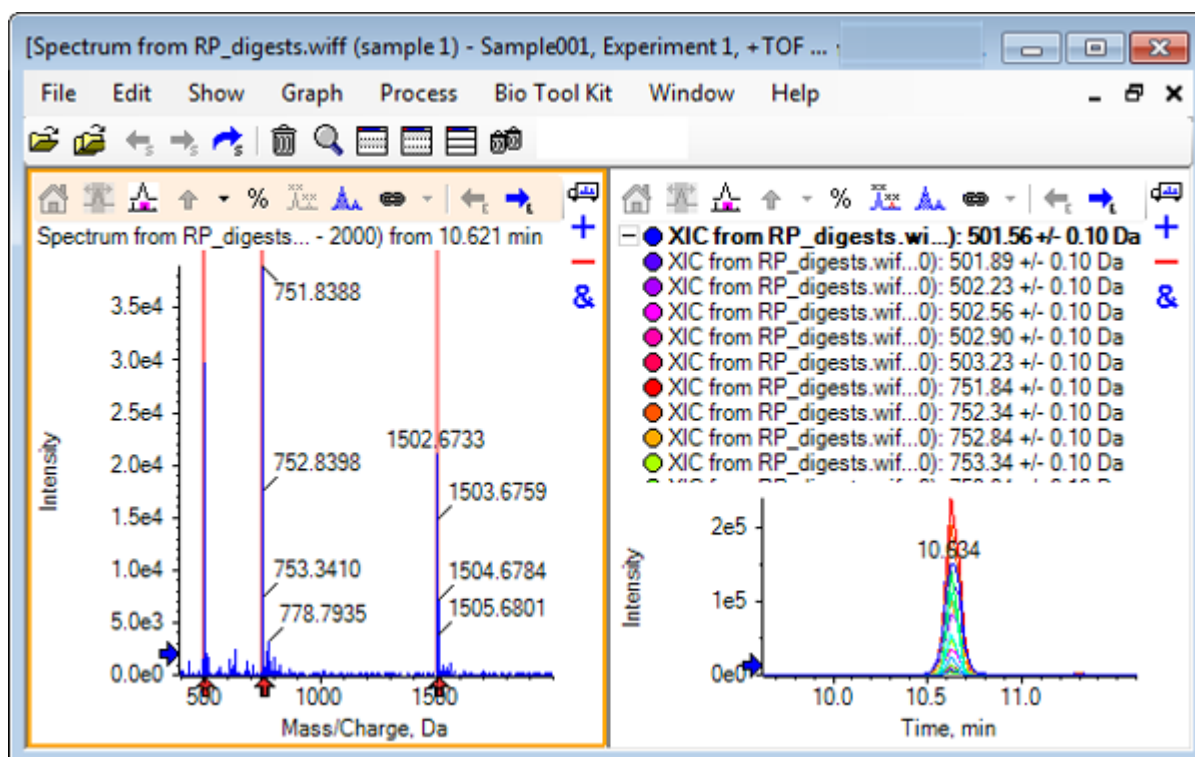 [Spectrum from RP_digests.wiff (sample 1) - Sample001, Experiment 1, +TOF ...
File Edit Show Graph Process Bio Tool Kit Window Help
%
Spectrum from RP_digests... - 2000) from 10.621 min
751.8388
3.5e4
3.0e4
2.5e4
1502.6733
2.0e4
752.8398
1503.6759
1.5e4
1.0e4
753.3410
1504.6784
778.7935
1505.6801
5.0e3
0.0e0
500 1000 1500
Intensity
Mass/Charge, Da
%
XIC from RP_digests.wi...): 501.56 +/- 0.10 Da
XIC from RP_digests.wif...0): 501.89 +/- 0.10 Da
XIC from RP_digests.wif...0): 502.23 +/- 0.10 Da
XIC from RP_digests.wif...0): 502.56 +/- 0.10 Da
XIC from RP_digests.wif...0): 502.90 +/- 0.10 Da
XIC from RP_digests.wif...0): 503.23 +/- 0.10 Da
XIC from RP_digests.wif...0): 751.84 +/- 0.10 Da
XIC from RP_digests.wif...0): 752.34 +/- 0.10 Da
XIC from RP_digests.wif...0): 752.84 +/- 0.10 Da
XIC from RP_digests.wif...0): 753.34 +/- 0.10 Da
2e5
10.634
1e5
0e0
10.0 10.5 11.0
Intensity
Time, min